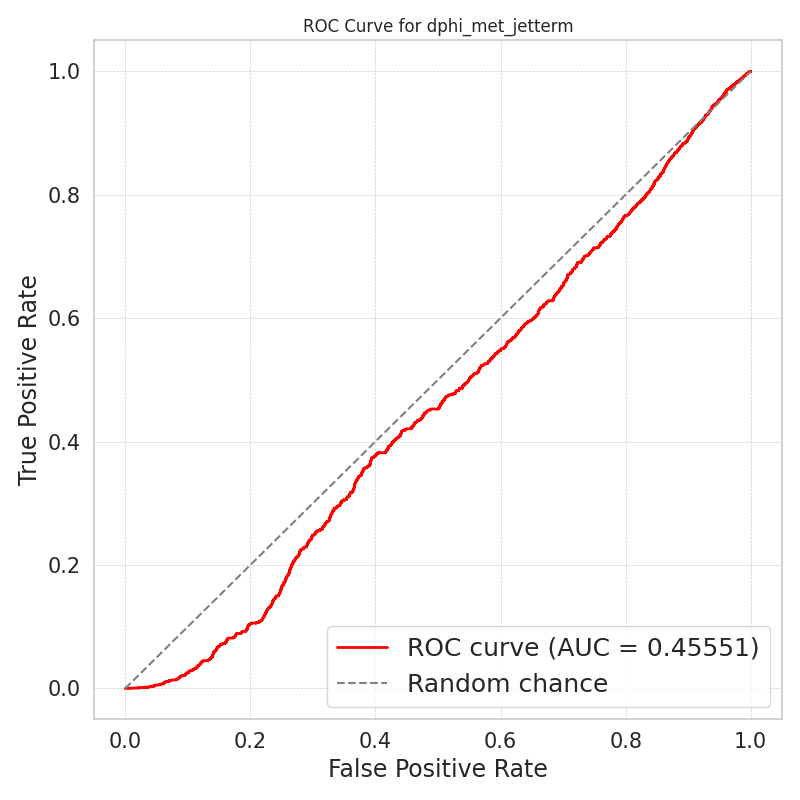 ROC Curve for dphi_met_jetterm
1.0
0.8
0.6
0.4
0.2
0.0
True Positive Rate
ROC curve (AUC = 0.45551)
Random chance
0.0 0.2 0.4 0.6 0.8 1.0
False Positive Rate